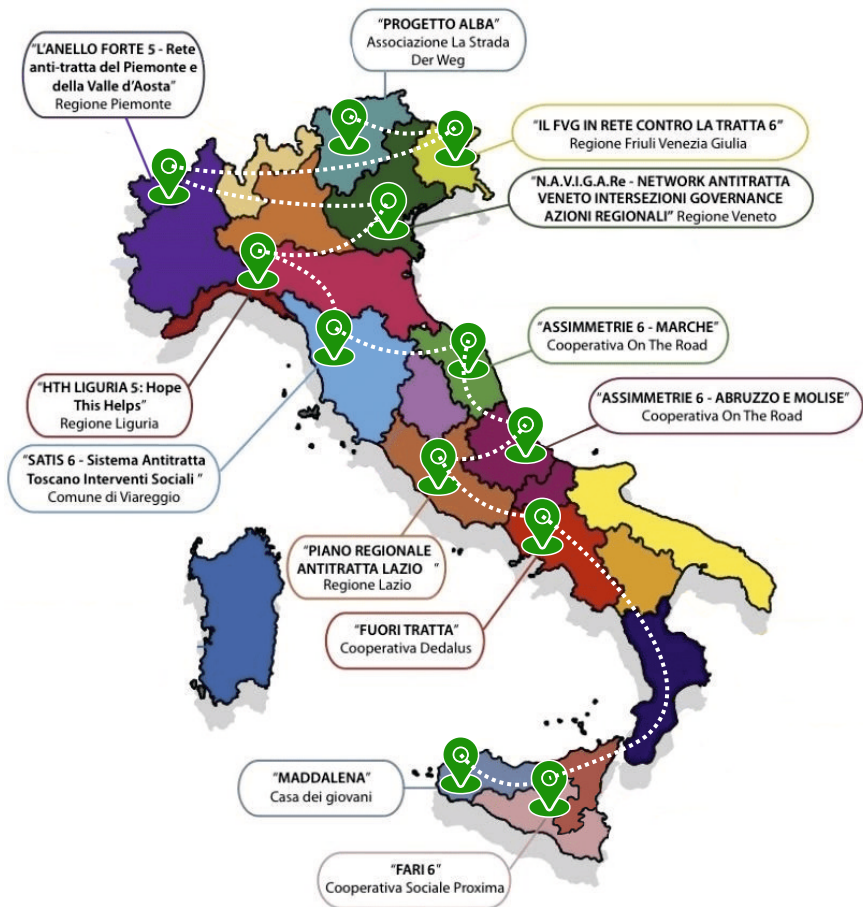 "PROGETTO ALBA"
Associazione La Strada
Der Weg
"L'ANELLO FORTE 5 - Rete
anti-tratta del Piemonte e
della Valle d'Aosta"
Regione Piemonte
"IL FVG IN RETE CONTRO LA TRATTA 6"
Regione Friuli Venezia Giulia
"N.A.V.I.G.A.Re - NETWORK ANTITRATTA
VENETO INTERSEZIONI GOVERNANCE
AZIONI REGIONALI" Regione Veneto
"ASSIMMETRIE 6 - MARCHE"
Cooperativa On The Road
"HTH LIGURIA 5: Hope
This Helps"
Regione Liguria
"ASSIMMETRIE 6 - ABRUZZO E MOLISE"
Cooperativa On The Road
"SATIS 6 - Sistema Antitratta
Toscano Interventi Sociali "
Comune di Viareggio
"PIANO REGIONALE
ANTITRATTA LAZIO "
Regione Lazio
"FUORI TRATTA"
Cooperativa Dedalus
"MADDALENA"
Casa dei giovani
"FARI 6"
Cooperativa Sociale Proxima